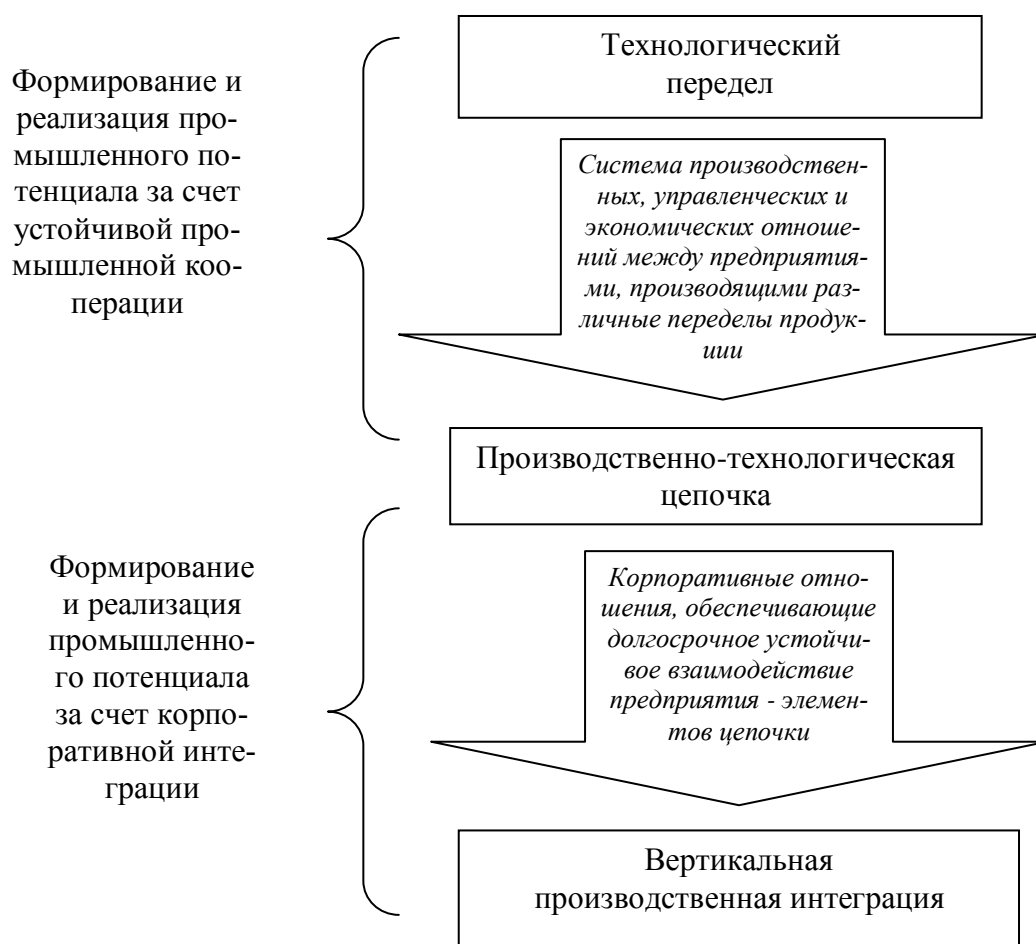 Технологический
передел
Формирование и
реализация про-
мышленного по-
тенциала за счет
устойчивой про-
мышленной коо-
перации
Система производствен-
ных, управленческих и
экономических отноше-
ний между предприятия-
ми, производящими раз-
личные переделы продук-
иии
Производственно-технологическая
цепочка
Формирование
и реализация
промышленно-
го потенциала
за счет корпо-
ративной инте-
грации
Корпоративные отно-
шения, обеспечивающие
долгосрочное устойчи-
вое взаимодействие
предприятия - элемен-
тов цепочки
Вертикальная
производственная интеграция